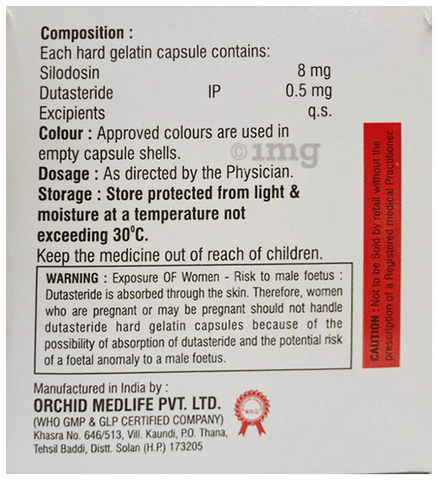 Composition :
Each hard gelatin capsule contains:
Silodosin 8 mg
Dutasteride IP 0.5 mg
Excipients q.s.
Colour : Approved colours are used in
empty capsule shells.
Dosage : As directed by the Physician.
Storage : Store protected from light &
moisture at a temperature not
exceeding 30⁰C.
Keep the medicine out of reach of children.
WARNING : Exposure OF Women - Risk to male foetus :
Dutasteride is absorbed through the skin. Therefore, women
who are pregnant or may be pregnant should not handle
dutasteride hard gelatin capsules because of the
possibility of absorption of dutasteride and the potential risk
of a foetal anomaly to a male foetus.
CAUTION : Not to be Sold by retail without the
prescription of a Registered medical Practitioner.
Manufactured in India by :
ORCHID MEDLIFE PVT. LTD.
(WHO GMP & GLP CERTIFIED COMPANY)
Khasra No. 646/513, Vill. Kaundi, P.O. Thana,
Tehsil Baddi, Distt. Solan (H.P.) 173205
W.H.O.
©1mg